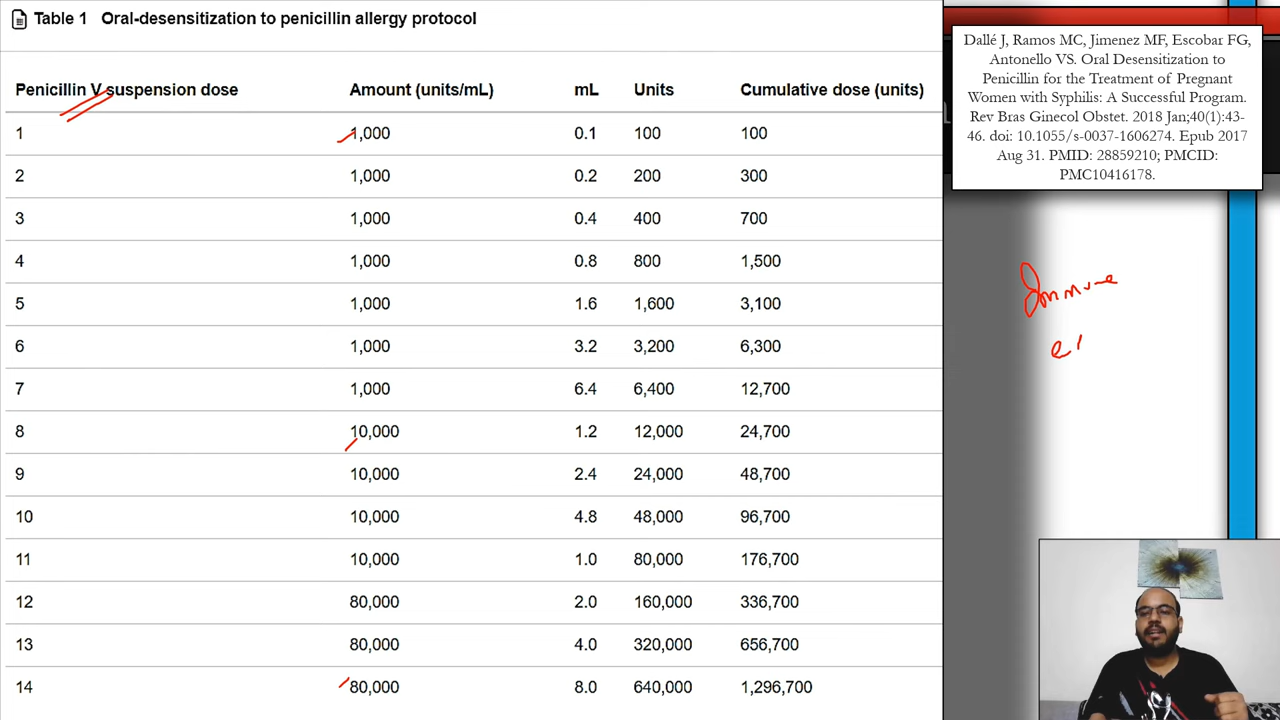 Table 1 Oral-desensitization to penicillin allergy protocol
Penicillin V suspension dose Amount (units/mL) mL Units Cumulative dose (units)
1 1,000 0.1 100 100
2 1,000 0.2 200 300
3 1,000 0.4 400 700
4 1,000 0.8 800 1,500
5 1,000 1.6 1,600 3,100
6 1,000 3.2 3,200 6,300
7 1,000 6.4 6,400 12,700
8 10,000 1.2 12,000 24,700
9 10,000 2.4 24,000 48,700
10 10,000 4.8 48,000 96,700
11 10,000 1.0 80,000 176,700
12 80,000 2.0 160,000 336,700
13 80,000 4.0 320,000 656,700
14 80,000 8.0 640,000 1,296,700
Dallé J, Ramos MC, Jimenez MF, Escobar FG,
Antonello VS. Oral Desensitization to
Penicillin for the Treatment of Pregnant
Women with Syphilis: A Successful Program.
Rev Bras Ginecol Obstet. 2018 Jan;40(1):43-
46. doi: 10.1055/s-0037-1606274. Epub 2017
Aug 31. PMID: 28859210; PMCID:
PMC10416178.
Immune